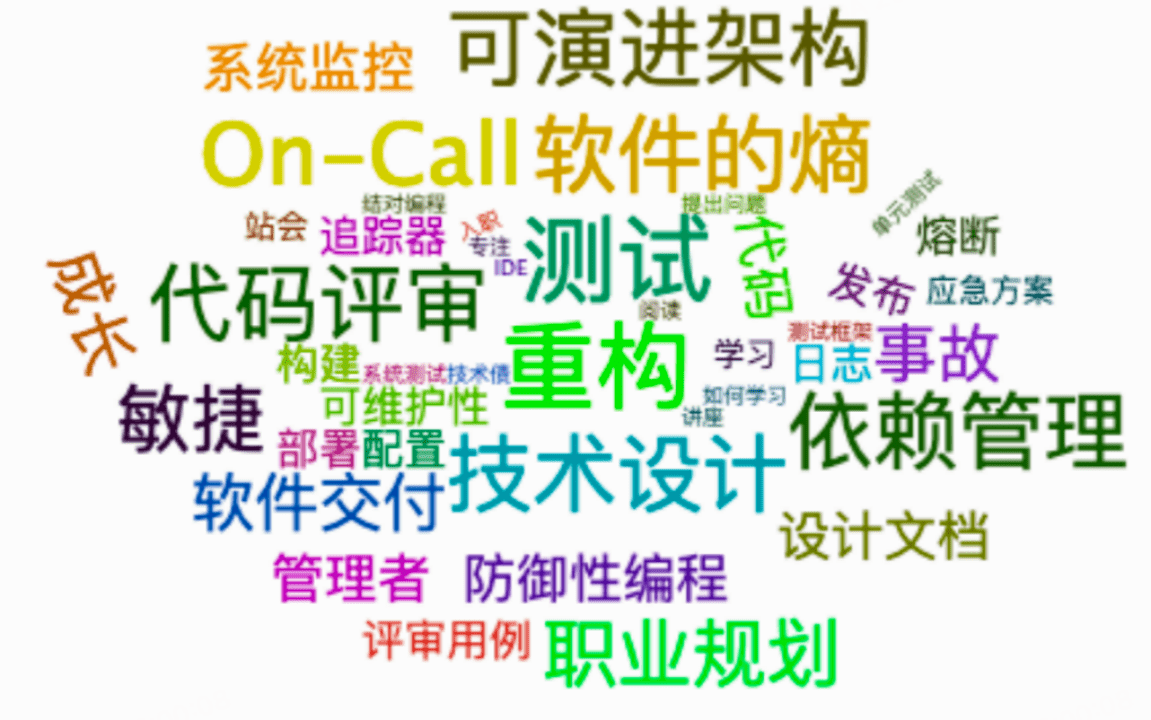 可演进架构
系统监控
On-Call
软件的熵
结对编程
提出问题
单元测试
站会
追踪器
入职
专注
IDE
测试
代码
熔断
成长
代码评审
阅读
发布
应急方案
构建
系统测试
技术债
重构
学习
测试框架
日志
事故
敏捷
可维护性
如何学习
讲座
依赖管理
部署
配置
技术设计
软件交付
设计文档
管理者
防御性编程
评审用例
职业规划